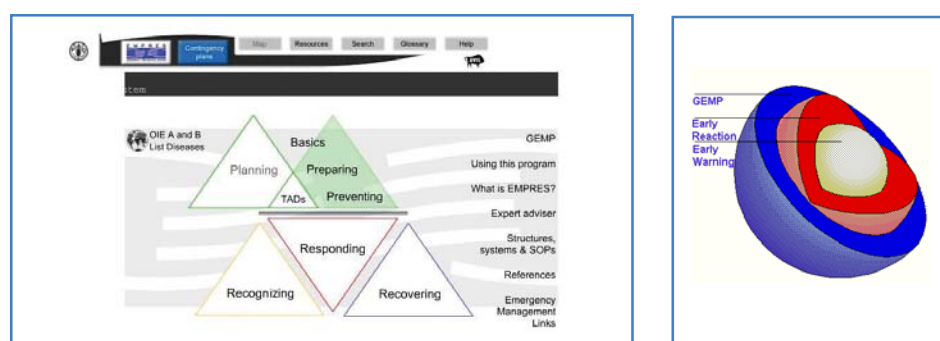 EMPRES
Contingency
plans
Map
Resources
Search
Glossary
Help
stem
OIE A and B
List Diseases
Basics
Planning
Preparing
TADs
Preventing
Responding
Recognizing
Recovering
GEMP
Using this program
What is EMPRES?
Expert adviser
Structures,
systems & SOPs
References
Emergency
Management
Links
GEMP
Early
Reaction
Early
Warning